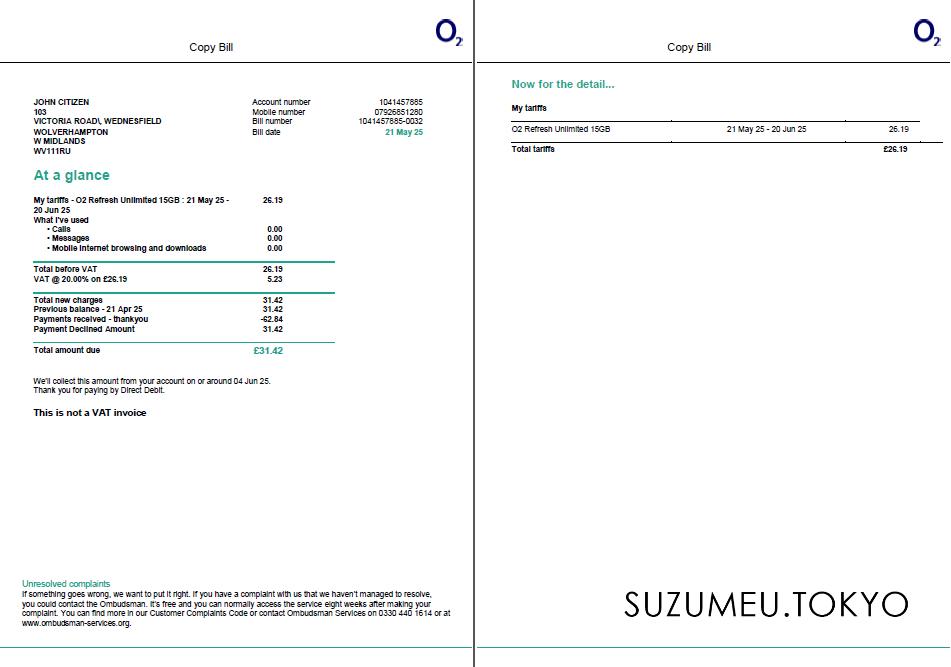 Copy Bill
O2
JOHN CITIZEN
103
VICTORIA ROAD\, WEDNESFIELD
WOLVERHAMPTON
W MIDLANDS
WV111RU
Account number 1041457885
Mobile number 07926851280
Bill number 1041457885-0032
Bill date 21 May 25
At a glance
My tariffs - O2 Refresh Unlimited 15GB : 21 May 25 - 26.19
20 Jun 25
What I've used
• Calls 0.00
• Messages 0.00
• Mobile Internet browsing and downloads 0.00
Total before VAT 26.19
VAT @ 20.00% on £26.19 5.23
Total new charges 31.42
Previous balance - 21 Apr 25 31.42
Payments received - thankyou -62.84
Payment Declined Amount 31.42
Total amount due £31.42
We'll collect this amount from your account on or around 04 Jun 25.
Thank you for paying by Direct Debit.
This is not a VAT invoice
Unresolved complaints
If something goes wrong, we want to put it right. If you have a complaint with us that we haven't managed to resolve,
you could contact the Ombudsman. It's free and you can normally access the service eight weeks after making your
complaint. You can find more in our Customer Complaints Code or contact Ombudsman Services on 0330 440 1614 or at
www.ombudsman-services.org.
Copy Bill
O2
Now for the detail...
My tariffs
O2 Refresh Unlimited 15GB 21 May 25 - 20 Jun 25 26.19
Total tariffs £26.19
SUZUMEU.TOKYO